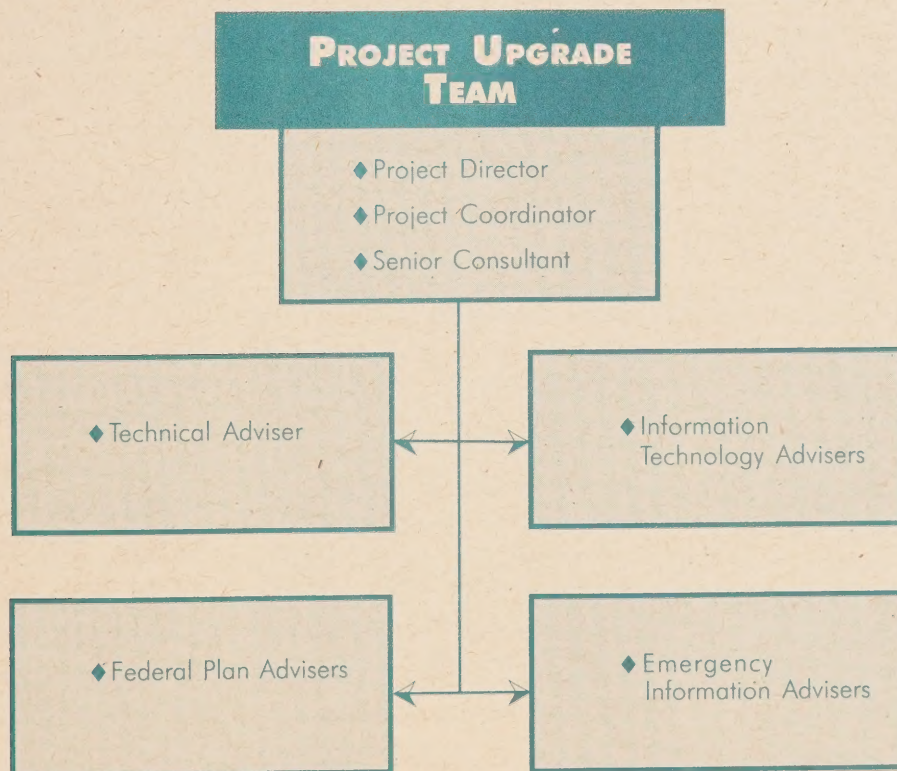 PROJECT UPGRADE
TEAM
♦ Project Director
♦ Project Coordinator
♦ Senior Consultant
♦ Technical Adviser
♦ Information
Technology Advisers
♦ Federal Plan Advisers
♦ Emergency
Information Advisers